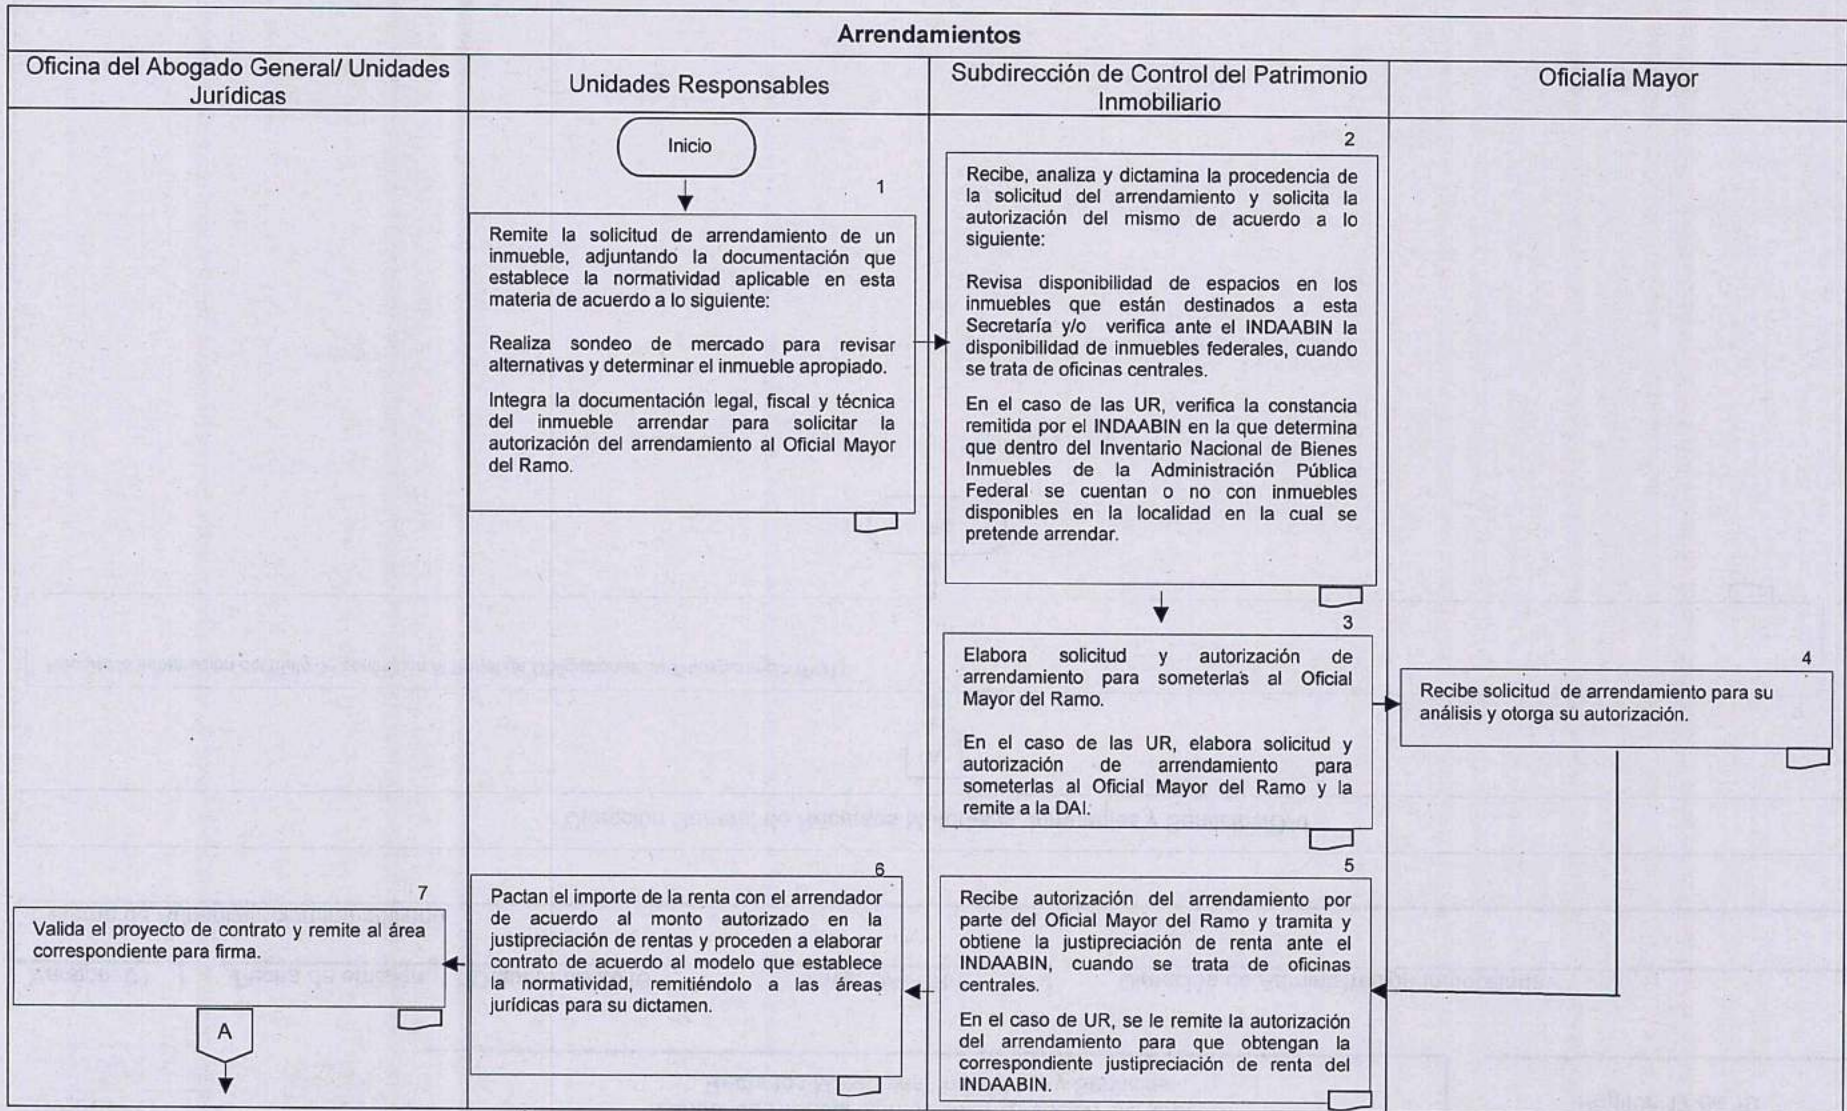 Arrendamientos
Oficina del Abogado General/ Unidades
Jurídicas
Unidades Responsables
Subdirección de Control del Patrimonio
Inmobiliario
Oficialía Mayor
Inicio
1
Remite la solicitud de arrendamiento de un
inmueble, adjuntando la documentación que
establece la normatividad aplicable en esta
materia de acuerdo a lo siguiente:
Realiza sondeo de mercado para revisar
alternativas y determinar el inmueble apropiado.
Integra la documentación legal, fiscal y técnica
del inmueble arrendar para solicitar la
autorización del arrendamiento al Oficial Mayor
del Ramo.
2
Recibe, analiza y dictamina la procedencia de
la solicitud del arrendamiento y solicita la
autorización del mismo de acuerdo a lo
siguiente:
Revisa disponibilidad de espacios en los
inmuebles que están destinados a esta
Secretaría y/o verifica ante el INDAABIN la
disponibilidad de inmuebles federales, cuando
se trata de oficinas centrales.
En el caso de las UR, verifica la constancia
remitida por el INDAABIN en la que determina
que dentro del Inventario Nacional de Bienes
Inmuebles de la Administración Pública
Federal se cuentan o no con inmuebles
disponibles en la localidad en la cual se
pretende arrendar.
3
Elabora solicitud y autorización de
arrendamiento para someterlas al Oficial
Mayor del Ramo.
En el caso de las UR, elabora solicitud y
autorización de arrendamiento para
someterlas al Oficial Mayor del Ramo y la
remite a la DAI.
4
Recibe solicitud de arrendamiento para su
análisis y otorga su autorización.
5
Recibe autorización del arrendamiento por
parte del Oficial Mayor del Ramo y tramita y
obtiene la justipreciación de renta ante el
INDAABIN, cuando se trata de oficinas
centrales.
En el caso de UR, se le remite la autorización
del arrendamiento para que obtengan la
correspondiente justipreciación de renta del
INDAABIN.
6
Pactan el importe de la renta con el arrendador
de acuerdo al monto autorizado en la
justipreciación de rentas y proceden a elaborar
contrato de acuerdo al modelo que establece
la normatividad, remitiéndolo a las áreas
jurídicas para su dictamen.
7
Valida el proyecto de contrato y remite al área
correspondiente para firma.
A